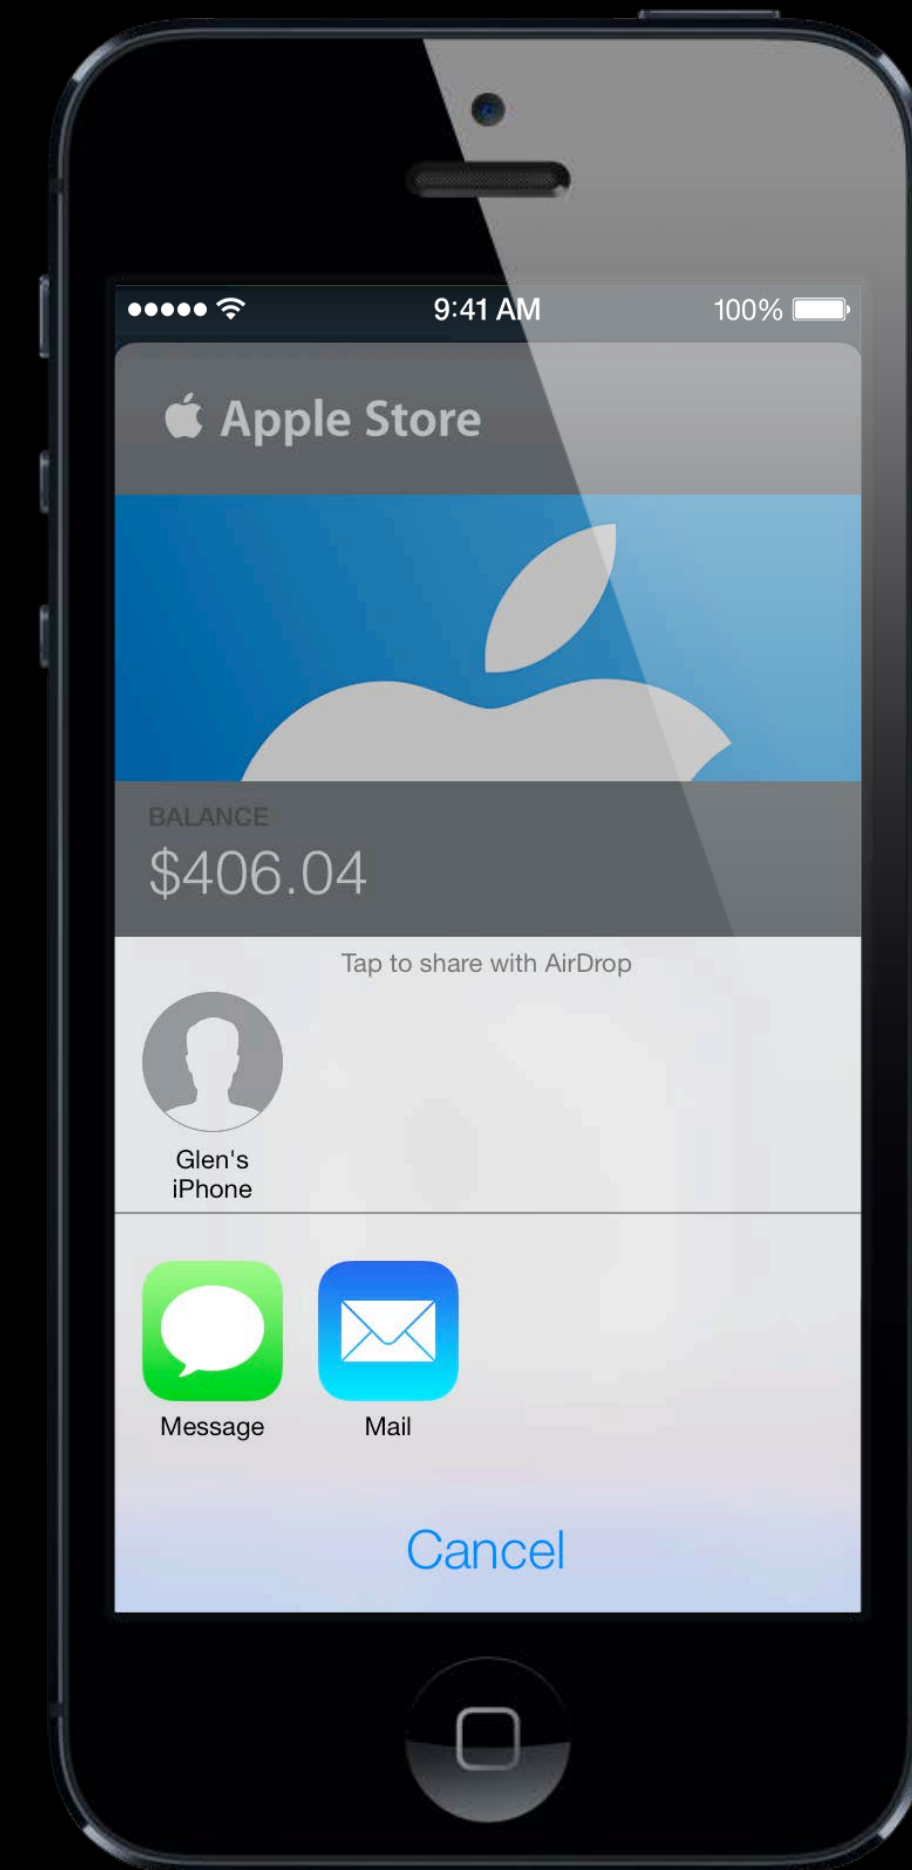 9:41 AM
100%
Apple Store
BALANCE
$406.04
Tap to share with AirDrop
Glen's
iPhone
Message
Mail
Cancel